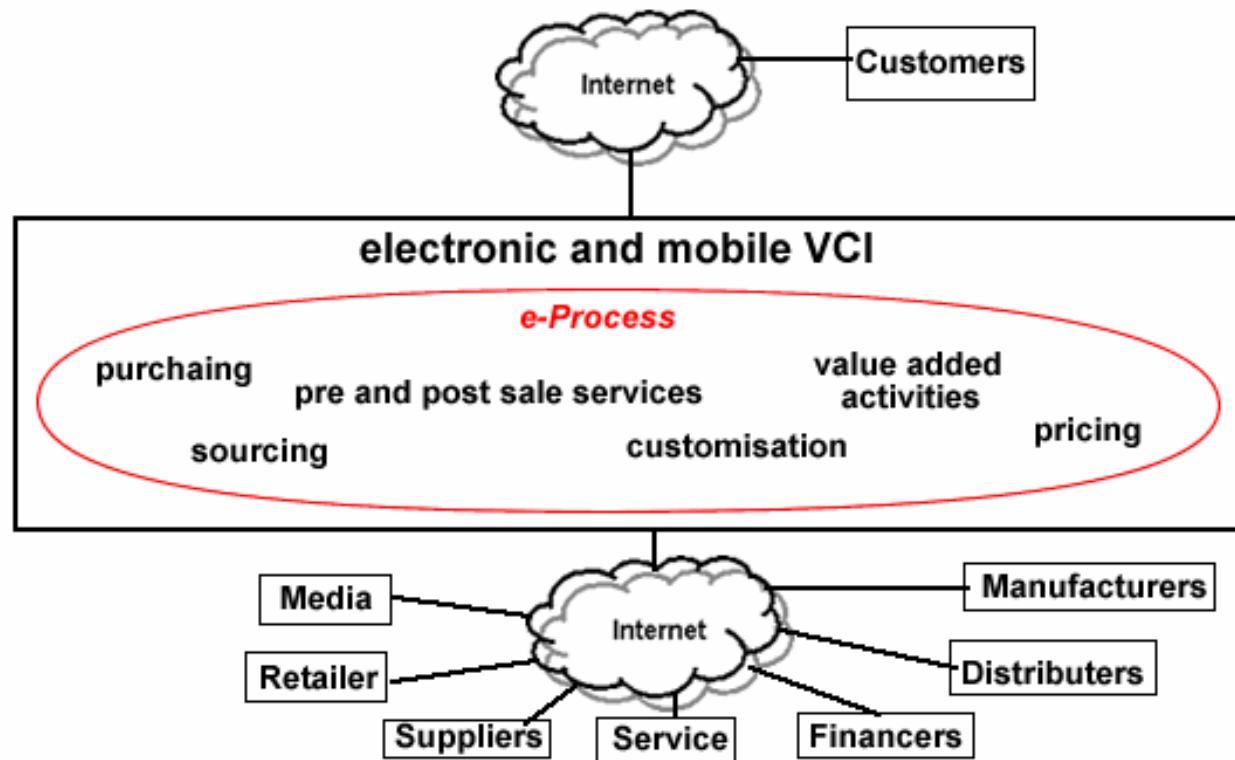 Internet
Customers
electronic and mobile VCI
e-Process
purchaing
pre and post sale services
value added
activities
sourcing
customisation
pricing
Media
Internet
Manufacturers
Retailer
Distributers
Suppliers
Service
Financers